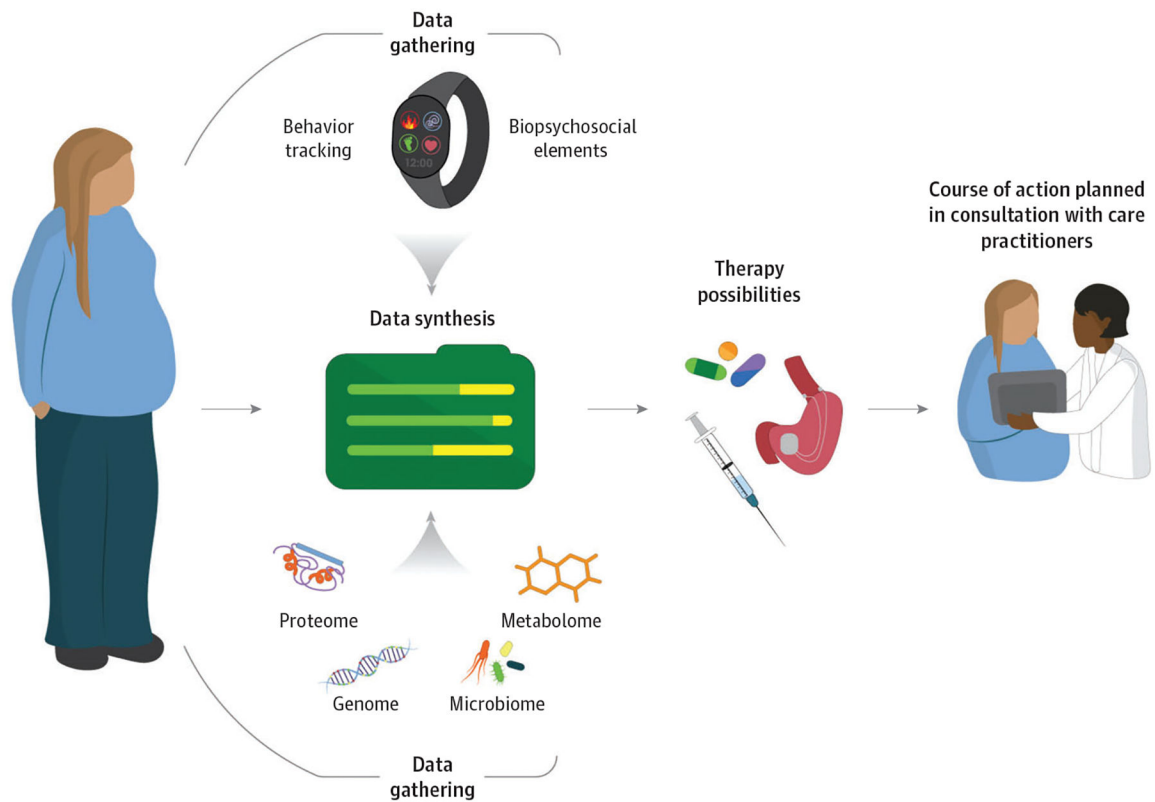 Data
gathering
Behavior
tracking
12:00
Biopsychosocial
elements
Data synthesis
Therapy
possibilities
Course of action planned
in consultation with care
practitioners
Proteome
Metabolome
Genome
Microbiome
Data
gathering